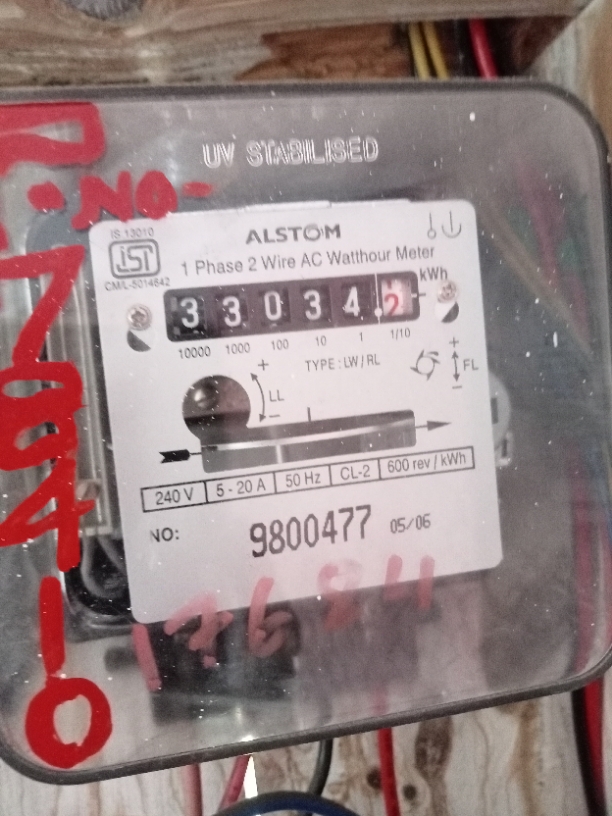 UV STABILISED
R.NO-
IS:13010
ISI
CM/L-5014642
ALSTOM
1 Phase 2 Wire AC Watthour Meter
3 3 0 3 4 2 kWh
10000 1000 100 10 1 1/10
TYPE : LW / RL
+ LL -
+ FL -
240 V 5 - 20 A 50 Hz CL-2 600 rev / kWh
NO: 9800477 05/06